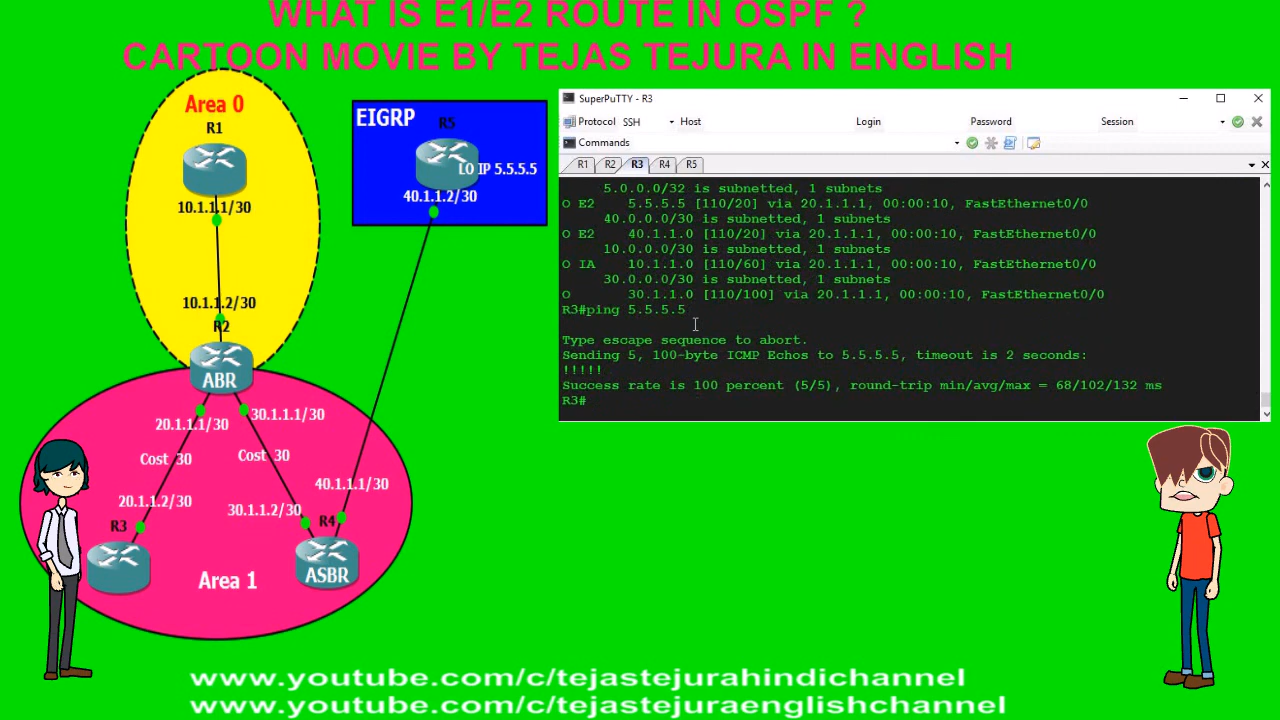 WHAT IS E1/E2 ROUTE IN OSPF ?
CARTOON MOVIE BY TEJAS TEJURA IN ENGLISH
Area 0
R1
10.1.1.1/30
10.1.1.2/30
R2
ABR
EIGRP
R5
LO IP 5.5.5.5
40.1.1.2/30
20.1.1.1/30
30.1.1.1/30
Cost 30
Cost 30
20.1.1.2/30
30.1.1.2/30
40.1.1.1/30
R3
R4
ASBR
Area 1
SuperPuTTY - R3
Protocol SSH Host Login Password Session
Commands
R1 R2 R3 R4 R5
5.0.0.0/32 is subnetted, 1 subnets
O E2 5.5.5.5 [110/20] via 20.1.1.1, 00:00:10, FastEthernet0/0
40.0.0.0/30 is subnetted, 1 subnets
O E2 40.1.1.0 [110/20] via 20.1.1.1, 00:00:10, FastEthernet0/0
10.0.0.0/30 is subnetted, 1 subnets
O IA 10.1.1.0 [110/60] via 20.1.1.1, 00:00:10, FastEthernet0/0
30.0.0.0/30 is subnetted, 1 subnets
O 30.1.1.0 [110/100] via 20.1.1.1, 00:00:10, FastEthernet0/0
R3#ping 5.5.5.5
Type escape sequence to abort.
Sending 5, 100-byte ICMP Echos to 5.5.5.5, timeout is 2 seconds:
!!!!!
Success rate is 100 percent (5/5), round-trip min/avg/max = 68/102/132 ms
R3#
www.youtube.com/c/tejastejurahindichannel
www.youtube.com/c/tejastejuraenglishchannel